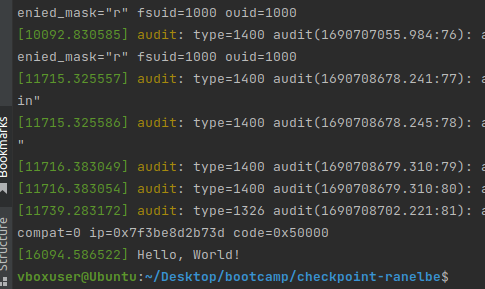 enied_mask="r" fsuid=1000 ouid=1000
[10092.830585] audit: type=1400 audit(1690707055.984:76): a
enied_mask="r" fsuid=1000 ouid=1000
[11715.325557] audit: type=1400 audit(1690708678.241:77): a
in"
[11715.325586] audit: type=1400 audit(1690708678.245:78): a
"
[11716.383049] audit: type=1400 audit(1690708679.310:79): a
[11716.383054] audit: type=1400 audit(1690708679.310:80): a
[11739.283172] audit: type=1326 audit(1690708702.221:81): a
compat=0 ip=0x7f3be8d2b73d code=0x50000
[16094.586522] Hello, World!
vboxuser@Ubuntu:~/Desktop/bootcamp/checkpoint-ranelbe$
Bookmarks
Structure